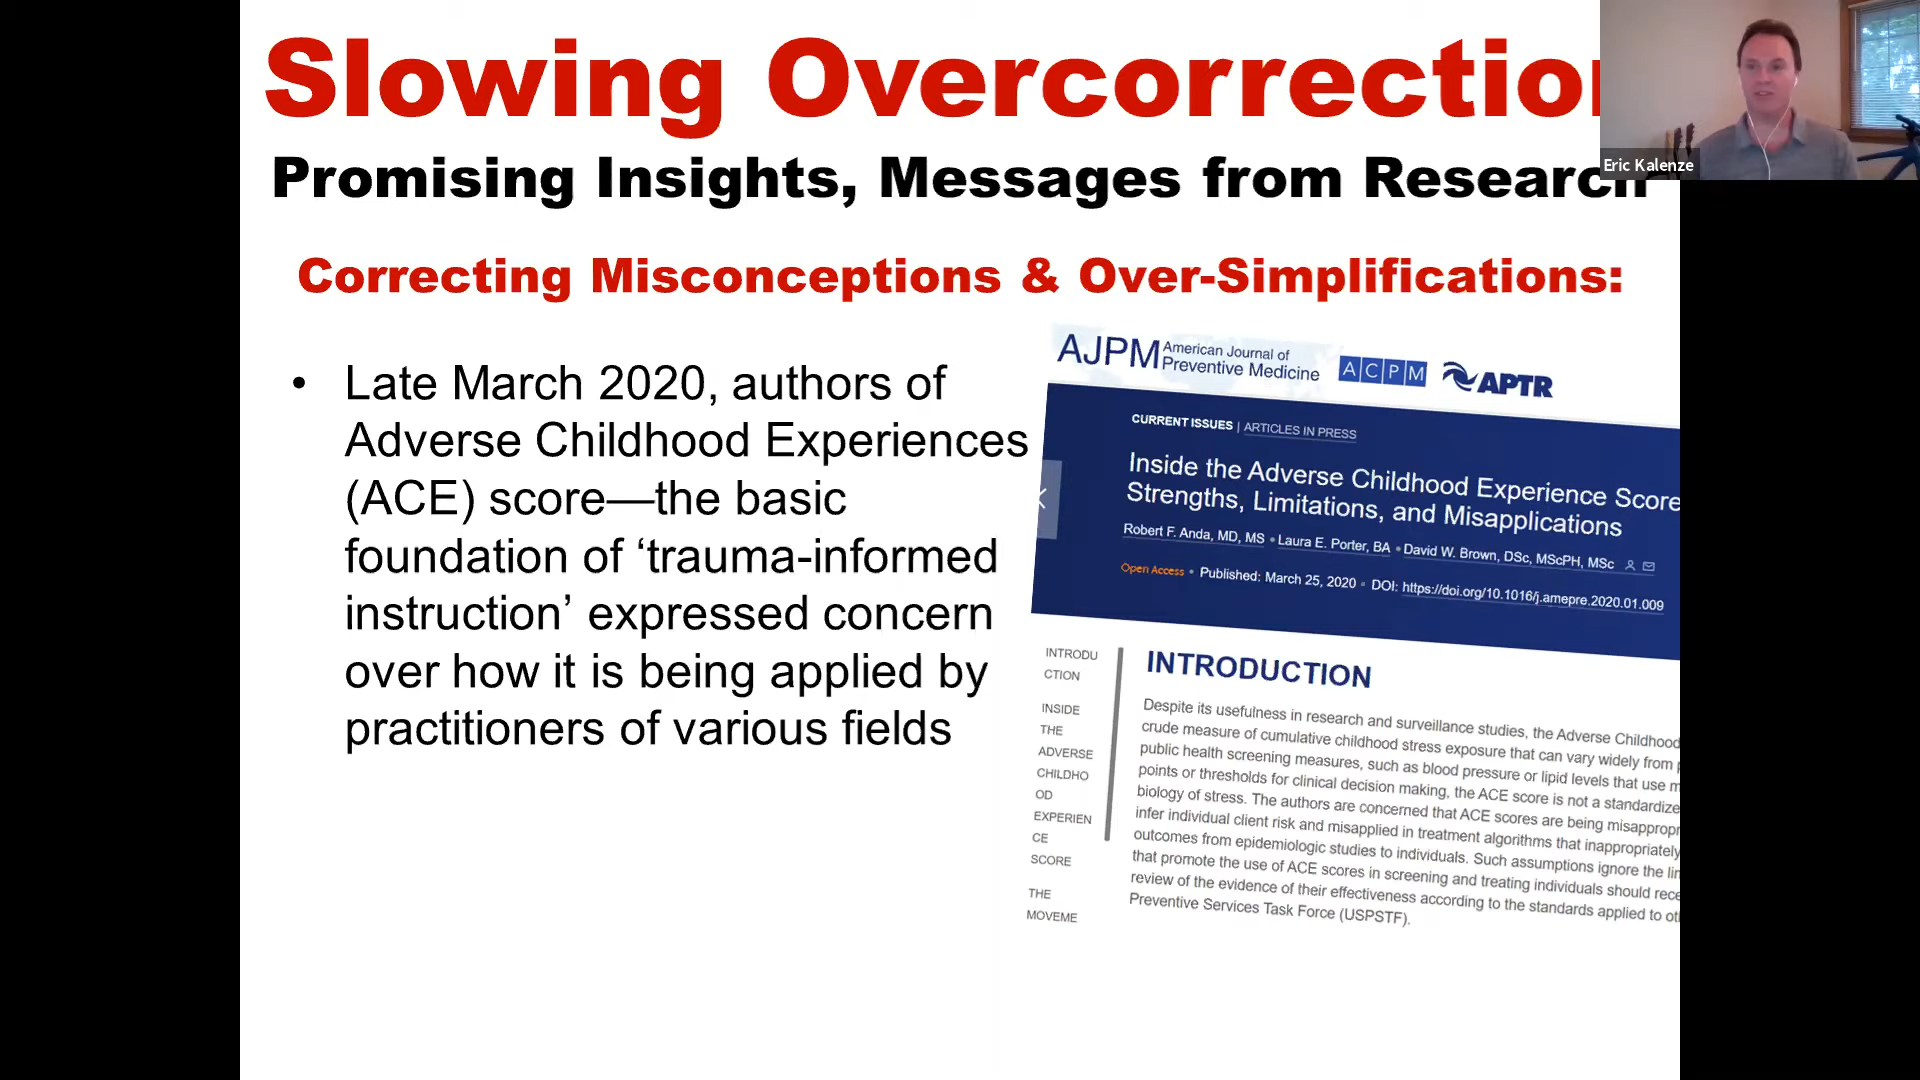 Slowing Overcorrection
Promising Insights, Messages from Research
Eric Kalenze
Correcting Misconceptions & Over-Simplifications:
• Late March 2020, authors of
Adverse Childhood Experiences
(ACE) score—the basic
foundation of ‘trauma-informed
instruction’ expressed concern
over how it is being applied by
practitioners of various fields
AJPM American Journal of
Preventive Medicine
ACPM
APTR
CURRENT ISSUES | ARTICLES IN PRESS
Inside the Adverse Childhood Experience Score
Strengths, Limitations, and Misapplications
Robert F. Anda, MD, MS • Laura E. Porter, BA • David W. Brown, DSc, MScPH, MSc
Open Access • Published: March 25, 2020 • DOI: https://doi.org/10.1016/j.amepre.2020.01.009
INTRODU
CTION
INSIDE
THE
ADVERSE
CHILDHO
OD
EXPERIEN
CE
SCORE
THE
MOVEME
INTRODUCTION
Despite its usefulness in research and surveillance studies, the Adverse Childhood
crude measure of cumulative childhood stress exposure that can vary widely from
public health screening measures, such as blood pressure or lipid levels that use
points or thresholds for clinical decision making, the ACE score is not a standardize
biology of stress. The authors are concerned that ACE scores are being misappropr
infer individual client risk and misapplied in treatment algorithms that inappropriately
outcomes from epidemiologic studies to individuals. Such assumptions ignore the
that promote the use of ACE scores in screening and treating individuals should rece
review of the evidence of their effectiveness according to the standards applied to
Preventive Services Task Force (USPSTF).